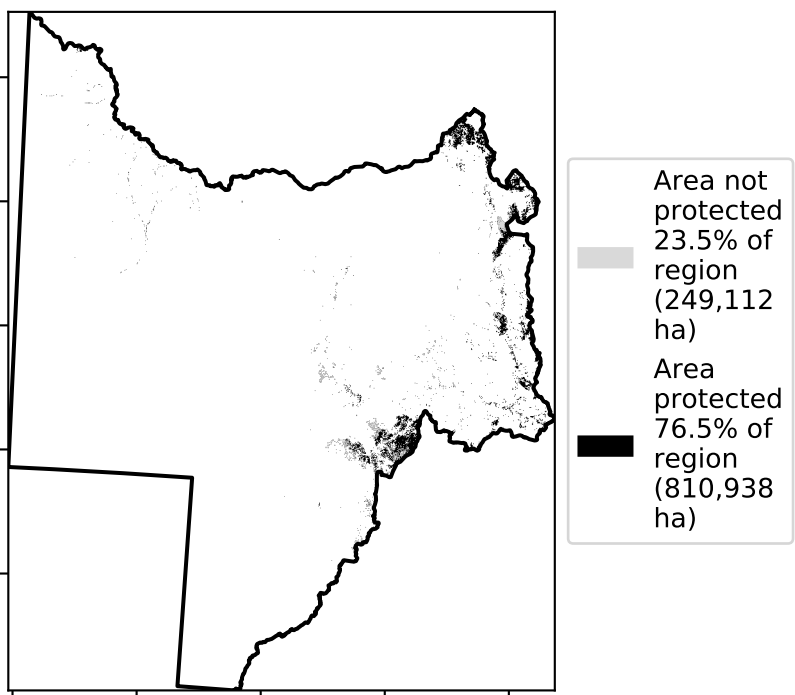 Area not
protected
23.5% of
region
(249,112
ha)
Area
protected
76.5% of
region
(810,938
ha)